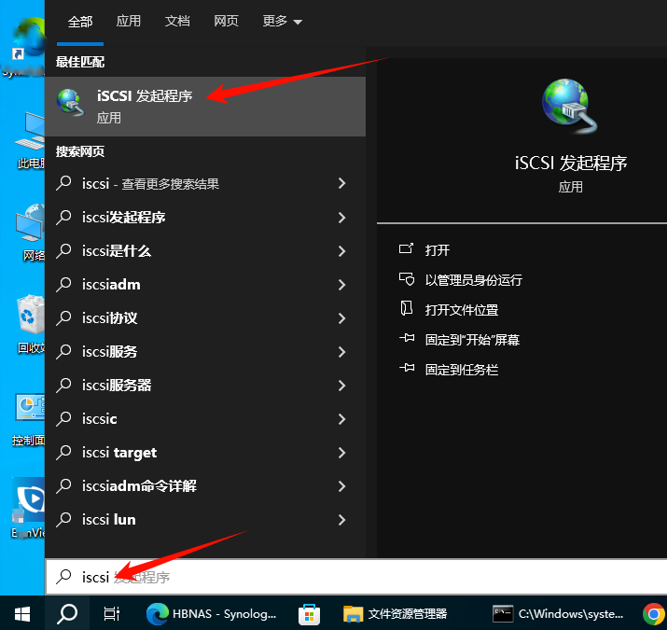 全部 应用 文档 网页 更多
最佳匹配
iSCSI 发起程序
应用
搜索网页
iscsi - 查看更多搜索结果
iscsi发起程序
iscsi是什么
iscsiadm
iscsi协议
iscsi服务
iscsi服务器
iscsic
iscsi target
iscsiadm命令详解
iscsi lun
iSCSI 发起程序
应用
打开
以管理员身份运行
打开文件位置
固定到"开始"屏幕
固定到任务栏
此电脑
网络
回收站
控制面
iscsi 发起程序
HBNAS - Synolog...
文件资源管理器
C:\Windows\syste...